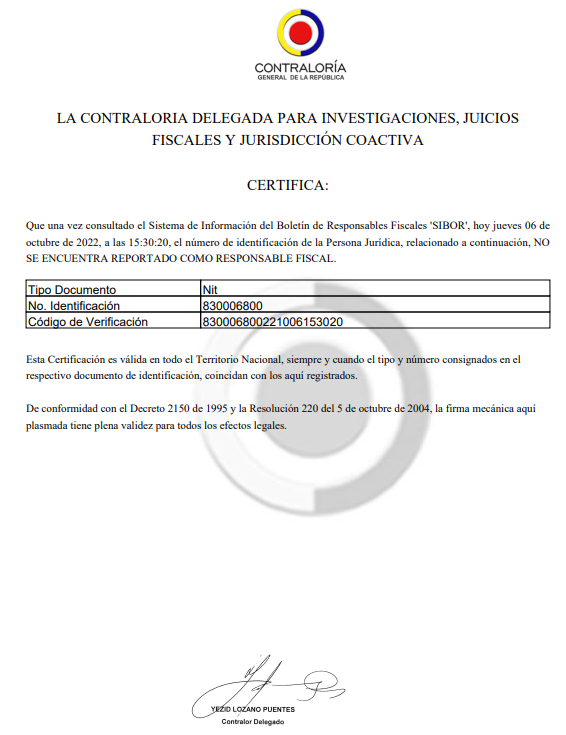 CONTRALORÍA
GENERAL DE LA REPÚBLICA
LA CONTRALORIA DELEGADA PARA INVESTIGACIONES, JUICIOS
FISCALES Y JURISDICCIÓN COACTIVA
CERTIFICA:
Que una vez consultado el Sistema de Información del Boletín de Responsables Fiscales 'SIBOR', hoy jueves 06 de
octubre de 2022, a las 15:30:20, el número de identificación de la Persona Jurídica, relacionado a continuación, NO
SE ENCUENTRA REPORTADO COMO RESPONSABLE FISCAL.
Tipo Documento Nit
No. Identificación 830006800
Código de Verificación 830006800221006153020
Esta Certificación es válida en todo el Territorio Nacional, siempre y cuando el tipo y número consignados en el
respectivo documento de identificación, coincidan con los aquí registrados.
De conformidad con el Decreto 2150 de 1995 y la Resolución 220 del 5 de octubre de 2004, la firma mecánica aquí
plasmada tiene plena validez para todos los efectos legales.
YEZID LOZANO PUENTES
Contralor Delegado